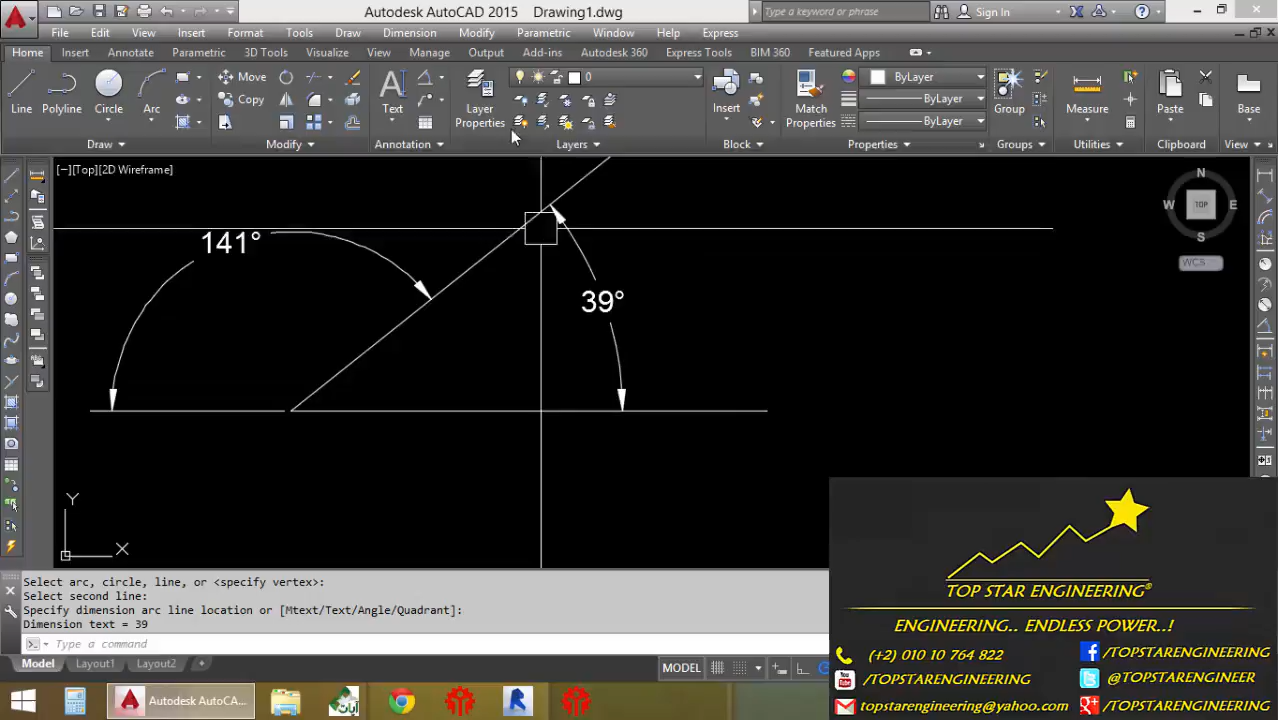 Autodesk AutoCAD 2015 Drawing1.dwg
Type a keyword or phrase
Sign In
File Edit View Insert Format Tools Draw Dimension Modify Parametric Window Help Express
Home Insert Annotate Parametric 3D Tools Visualize View Manage Output Add-ins Autodesk 360 Express Tools BIM 360 Featured Apps
Line Polyline Circle Arc
Move
Copy
Text
Layer
Properties
0
Insert
Match
Properties
ByLayer
ByLayer
ByLayer
Group
Measure
Paste
Base
Draw Modify Annotation Layers Block Properties Groups Utilities Clipboard View
[−][Top][2D Wireframe]
N
W TOP E
S
WCS
141°
39°
Y
X
Select arc, circle, line, or <specify vertex>:
Select second line:
Specify dimension arc line location or [Mtext/Text/Angle/Quadrant]:
Dimension text = 39
Type a command
Model Layout1 Layout2 +
MODEL
TOP STAR ENGINEERING®
ENGINEERING.. ENDLESS POWER..!
(+2) 010 10 764 822
/TOPSTARENGINEERING
/TOPSTARENGINEERING
@TOPSTARENGINEER
topstarengineering@yahoo.com
/TOPSTARENGINEERING
Autodesk AutoCA...